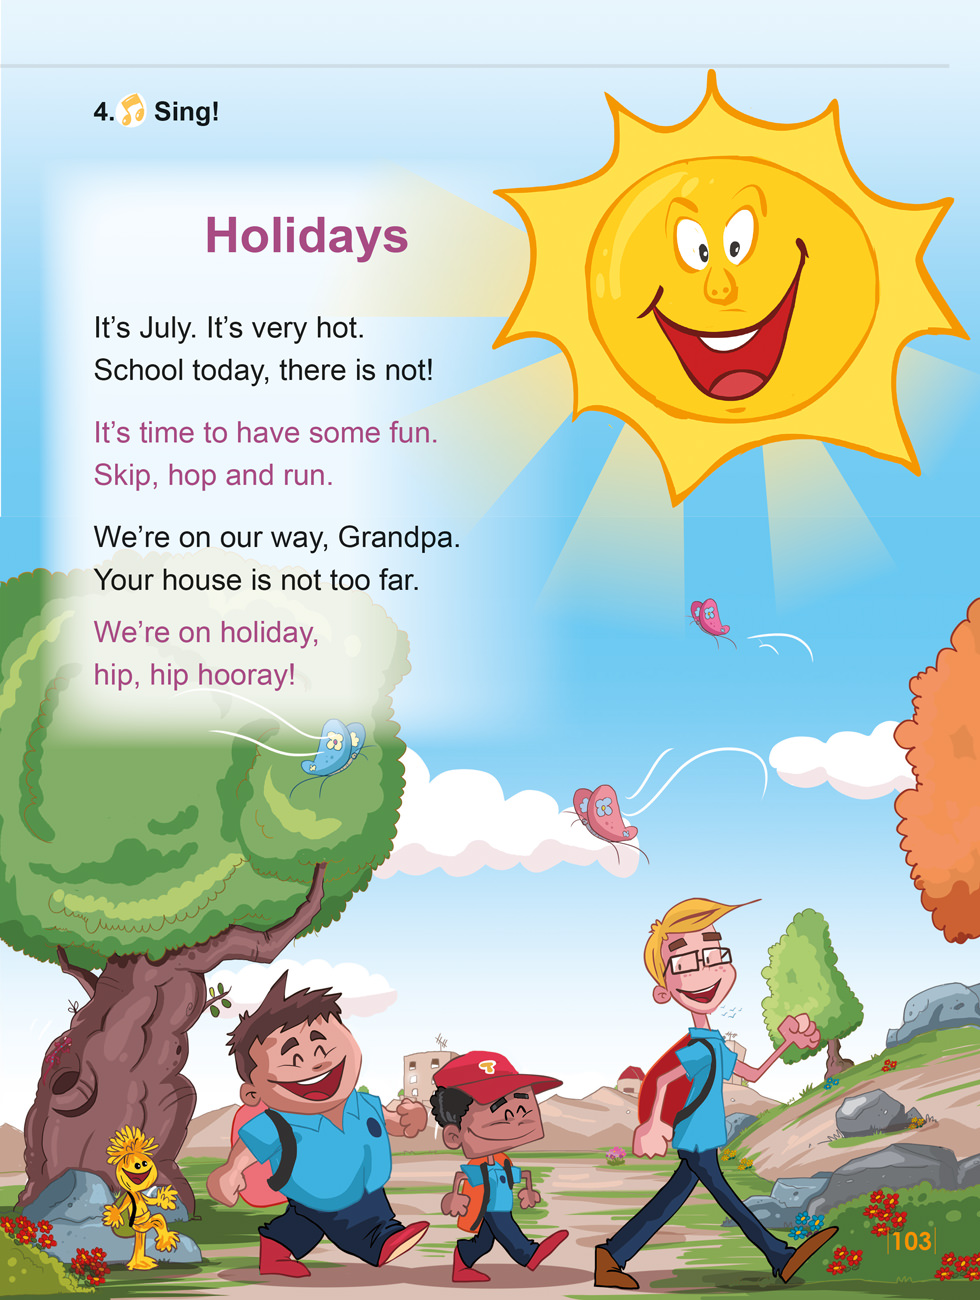 4. Sing!
Holidays
It's July. It's very hot.
School today, there is not!
It's time to have some fun.
Skip, hop and run.
We're on our way, Grandpa.
Your house is not too far.
We're on holiday,
hip, hip hooray!
T
103